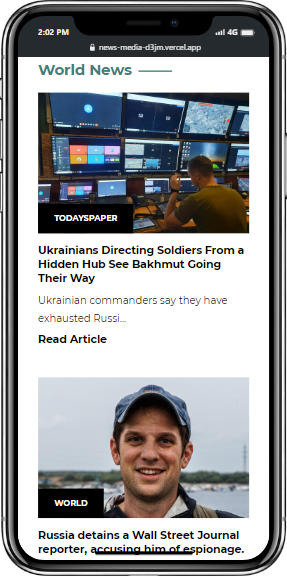 2:02 PM
4G
news-media-d3jm.vercel.app
World News
TODAYSPAPER
Ukrainians Directing Soldiers From a
Hidden Hub See Bakhmut Going
Their Way
Ukrainian commanders say they have
exhausted Russi...
Read Article
WORLD
Russia detains a Wall Street Journal
reporter, accusing him of espionage.